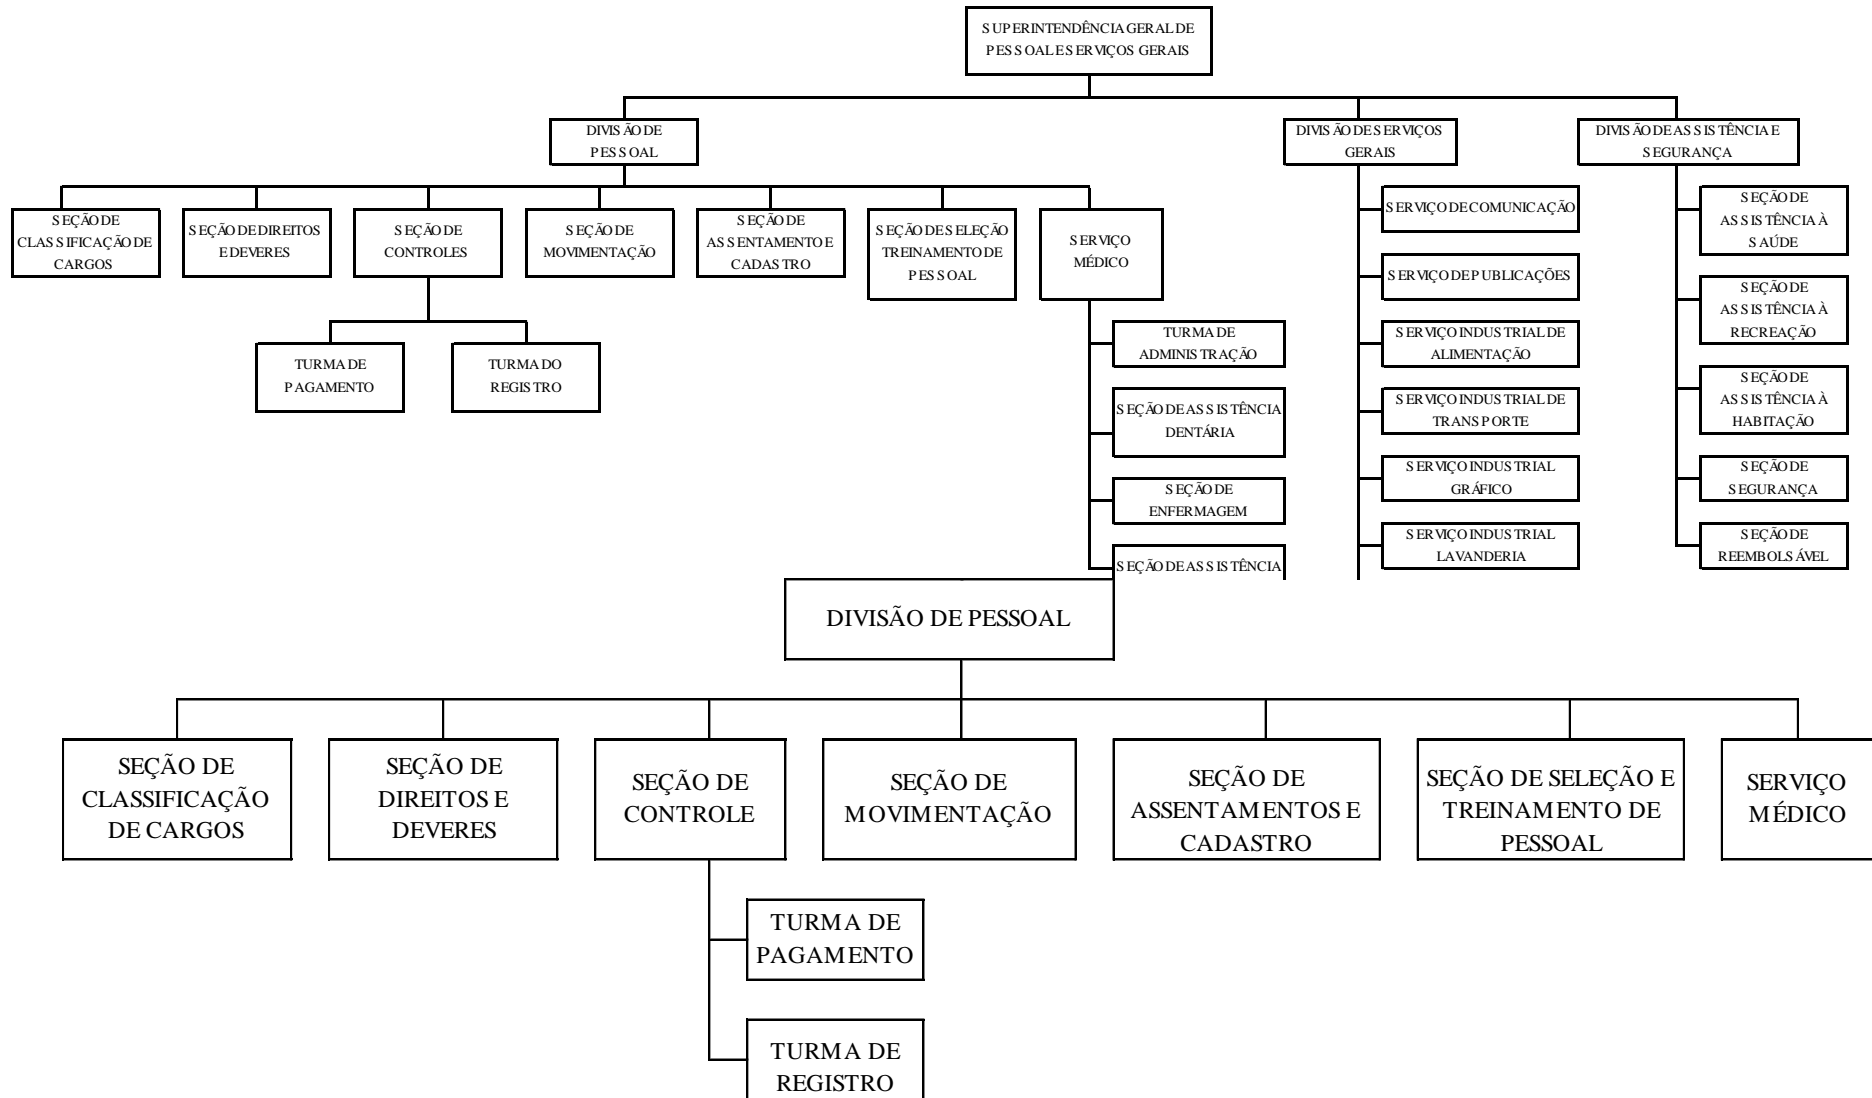 SUPERINTENDÊNCIA GERAL DE
PESSOAL E SERVIÇOS GERAIS
DIVISÃO DE
PESSOAL
DIVISÃO DE SERVIÇOS
GERAIS
DIVISÃO DE ASSISTÊNCIA E
SEGURANÇA
SEÇÃO DE
CLASSIFICAÇÃO DE
CARGOS
SEÇÃO DE DIREITOS
E DEVERES
SEÇÃO DE
CONTROLES
SEÇÃO DE
MOVIMENTAÇÃO
SEÇÃO DE
ASSENTAMENTO E
CADASTRO
SEÇÃO DE SELEÇÃO
TREINAMENTO DE
PESSOAL
SERVIÇO
MÉDICO
TURMA DE
PAGAMENTO
TURMA DO
REGISTRO
TURMA DE
ADMINISTRAÇÃO
SEÇÃO DE ASSISTÊNCIA
DENTÁRIA
SEÇÃO DE
ENFERMAGEM
SEÇÃO DE ASSISTÊNCIA
SERVIÇO DE COMUNICAÇÃO
SERVIÇO DE PUBLICAÇÕES
SERVIÇO INDUSTRIAL DE
ALIMENTAÇÃO
SERVIÇO INDUSTRIAL DE
TRANSPORTE
SERVIÇO INDUSTRIAL
GRÁFICO
SERVIÇO INDUSTRIAL
LAVANDERIA
SEÇÃO DE
ASSISTÊNCIA À
SAÚDE
SEÇÃO DE
ASSISTÊNCIA À
RECREAÇÃO
SEÇÃO DE
ASSISTÊNCIA À
HABITAÇÃO
SEÇÃO DE
SEGURANÇA
SEÇÃO DE
REEMBOLSÁVEL
DIVISÃO DE PESSOAL
SEÇÃO DE
CLASSIFICAÇÃO
DE CARGOS
SEÇÃO DE
DIREITOS E
DEVERES
SEÇÃO DE
CONTROLE
SEÇÃO DE
MOVIMENTAÇÃO
SEÇÃO DE
ASSENTAMENTOS E
CADASTRO
SEÇÃO DE SELEÇÃO E
TREINAMENTO DE
PESSOAL
SERVIÇO
MÉDICO
TURMA DE
PAGAMENTO
TURMA DE
REGISTRO